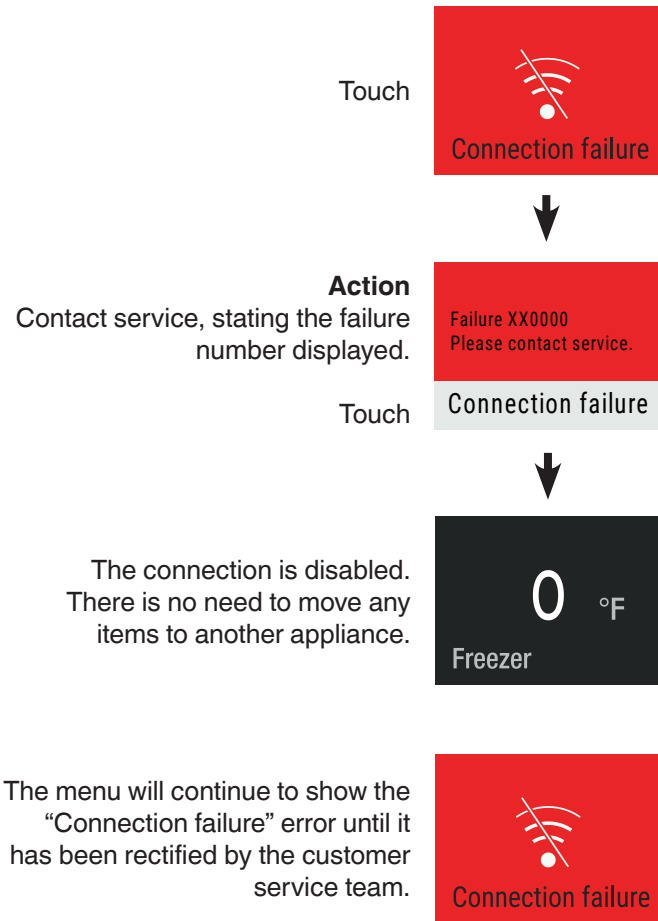 Touch
Connection failure
Action
Contact service, stating the failure
number displayed.
Failure XX0000
Please contact service.
Touch
Connection failure
The connection is disabled.
There is no need to move any
items to another appliance.
0 °F
Freezer
The menu will continue to show the
“Connection failure” error until it
has been rectified by the customer
service team.
Connection failure